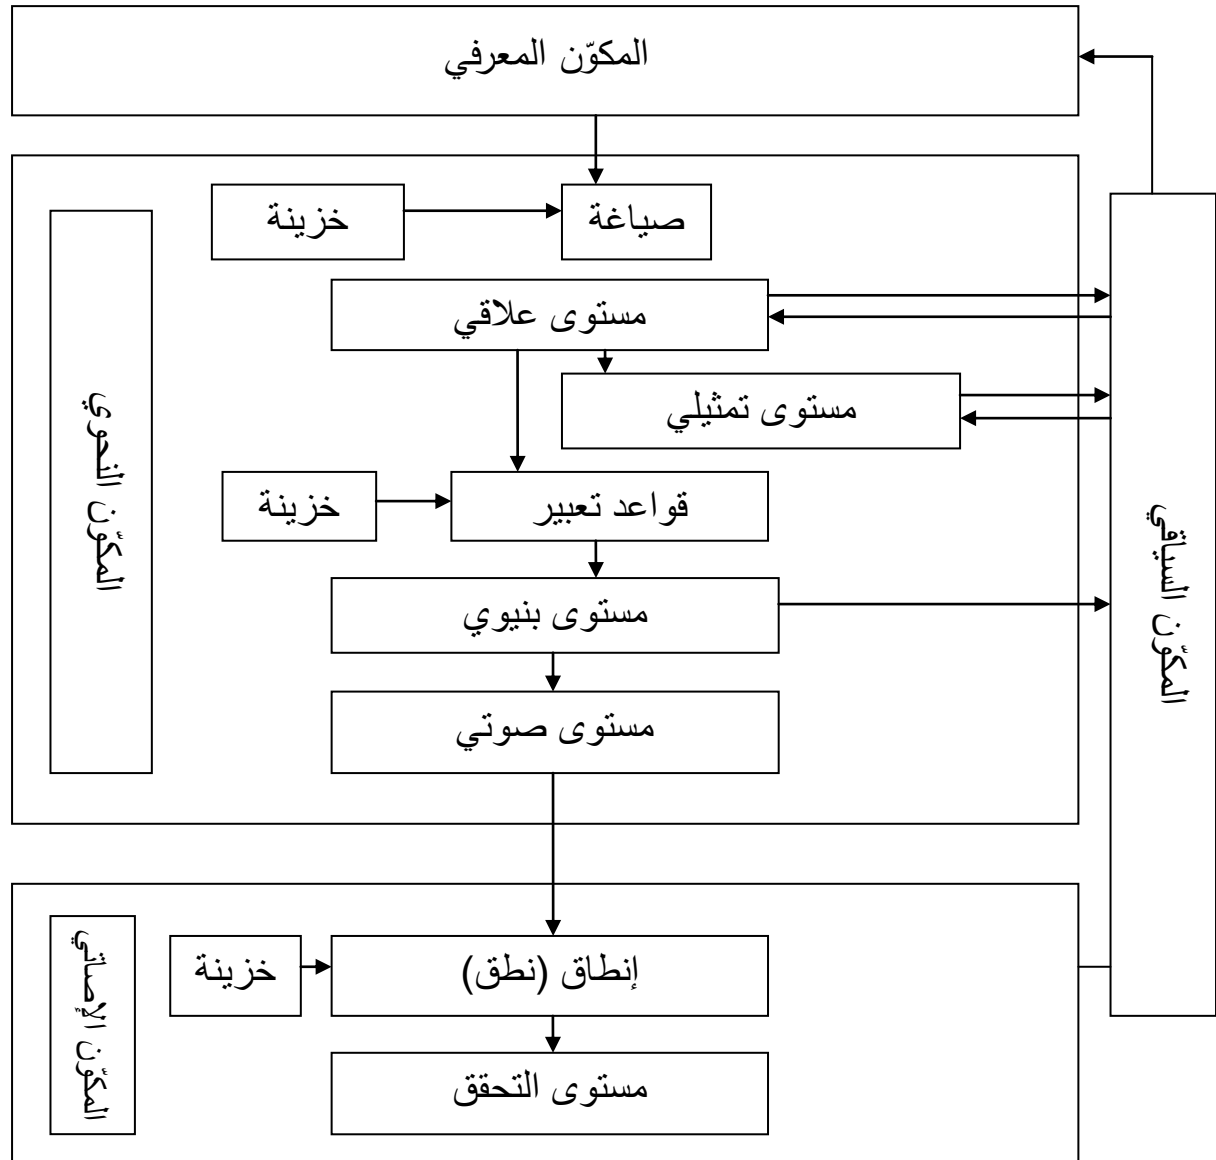 المكوّن المعرفي
صياغة
خزينة
مستوى علاقي
مستوى تمثيلي
قواعد تعبير
خزينة
مستوى بنيوي
مستوى صوتي
المكوّن النحوي
المكوّن السياقي
إنطاق (نطق)
خزينة
مستوى التحقق
المكوّن الإصاتي